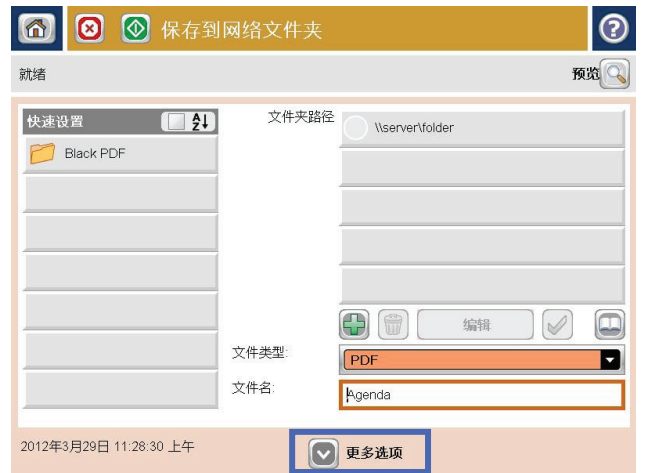 保存到网络文件夹
就绪
预览
快速设置
文件夹路径
\\server\folder
Black PDF
编辑
文件类型:
PDF
文件名:
Agenda
2012年3月29日 11:28:30 上午
更多选项